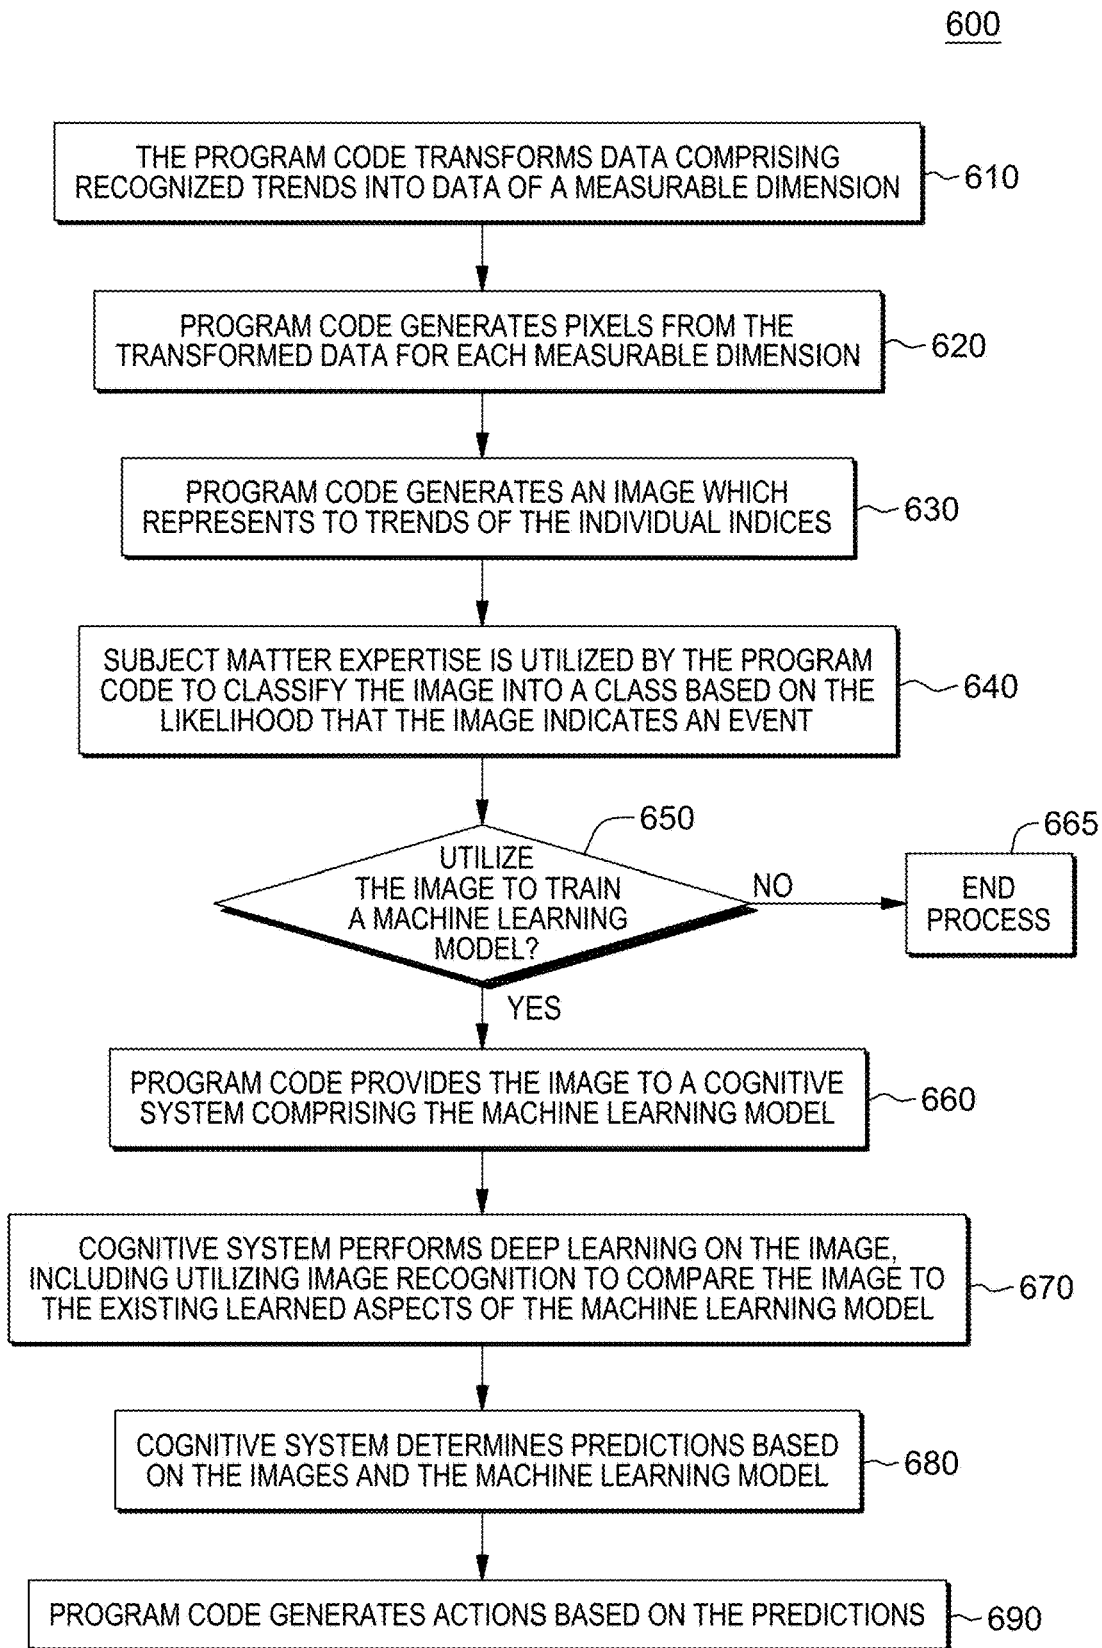 600
THE PROGRAM CODE TRANSFORMS DATA COMPRISING
RECOGNIZED TRENDS INTO DATA OF A MEASURABLE DIMENSION
610
PROGRAM CODE GENERATES PIXELS FROM THE
TRANSFORMED DATA FOR EACH MEASURABLE DIMENSION
620
PROGRAM CODE GENERATES AN IMAGE WHICH
REPRESENTS TO TRENDS OF THE INDIVIDUAL INDICES
630
SUBJECT MATTER EXPERTISE IS UTILIZED BY THE PROGRAM
CODE TO CLASSIFY THE IMAGE INTO A CLASS BASED ON THE
LIKELIHOOD THAT THE IMAGE INDICATES AN EVENT
640
650
UTILIZE
THE IMAGE TO TRAIN
A MACHINE LEARNING
MODEL?
NO
665
END
PROCESS
YES
PROGRAM CODE PROVIDES THE IMAGE TO A COGNITIVE
SYSTEM COMPRISING THE MACHINE LEARNING MODEL
660
COGNITIVE SYSTEM PERFORMS DEEP LEARNING ON THE IMAGE,
INCLUDING UTILIZING IMAGE RECOGNITION TO COMPARE THE IMAGE TO
THE EXISTING LEARNED ASPECTS OF THE MACHINE LEARNING MODEL
670
COGNITIVE SYSTEM DETERMINES PREDICTIONS BASED
ON THE IMAGES AND THE MACHINE LEARNING MODEL
680
PROGRAM CODE GENERATES ACTIONS BASED ON THE PREDICTIONS
690